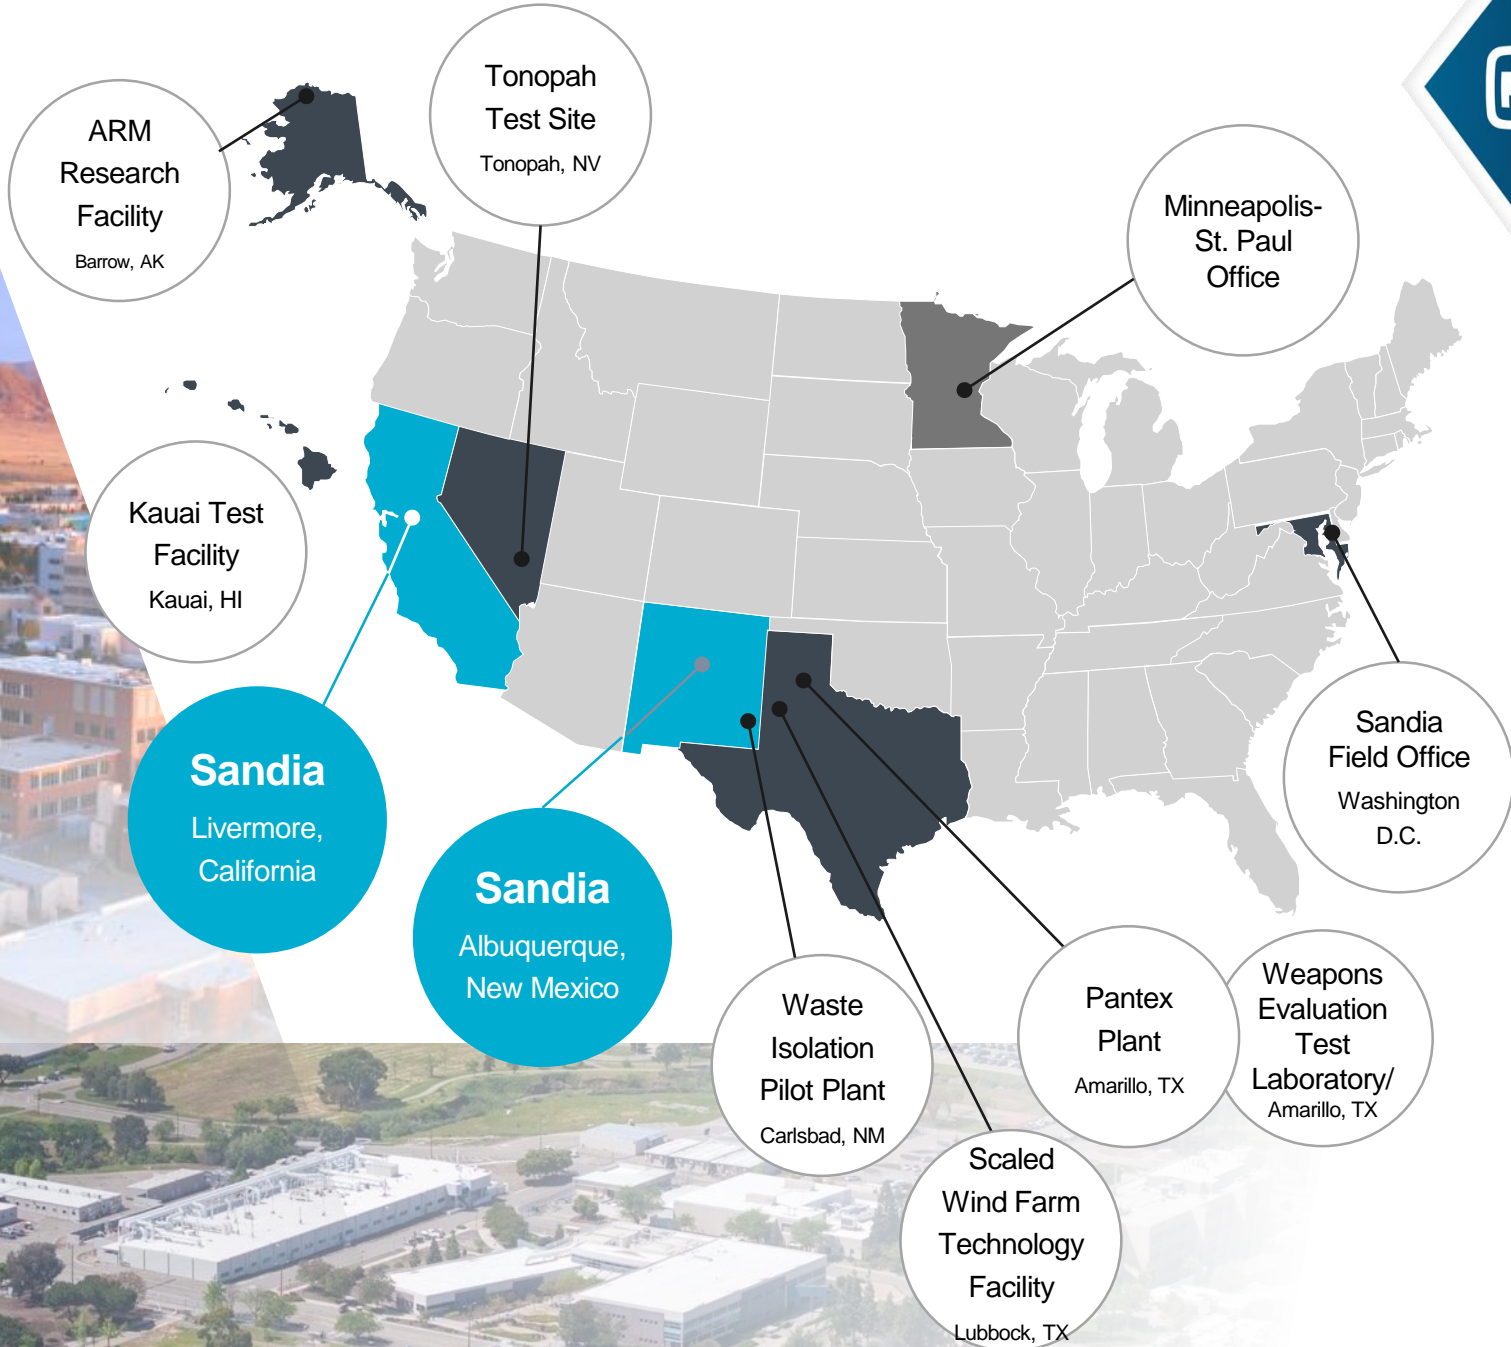 ARM
Research
Facility
Barrow, AK
Tonopah
Test Site
Tonopah, NV
Minneapolis-
St. Paul
Office
Kauai Test
Facility
Kauai, HI
Sandia
Livermore,
California
Sandia
Albuquerque,
New Mexico
Sandia
Field Office
Washington
D.C.
Waste
Isolation
Pilot Plant
Carlsbad, NM
Pantex
Plant
Amarillo, TX
Weapons
Evaluation
Test
Laboratory/
Amarillo, TX
Scaled
Wind Farm
Technology
Facility
Lubbock, TX